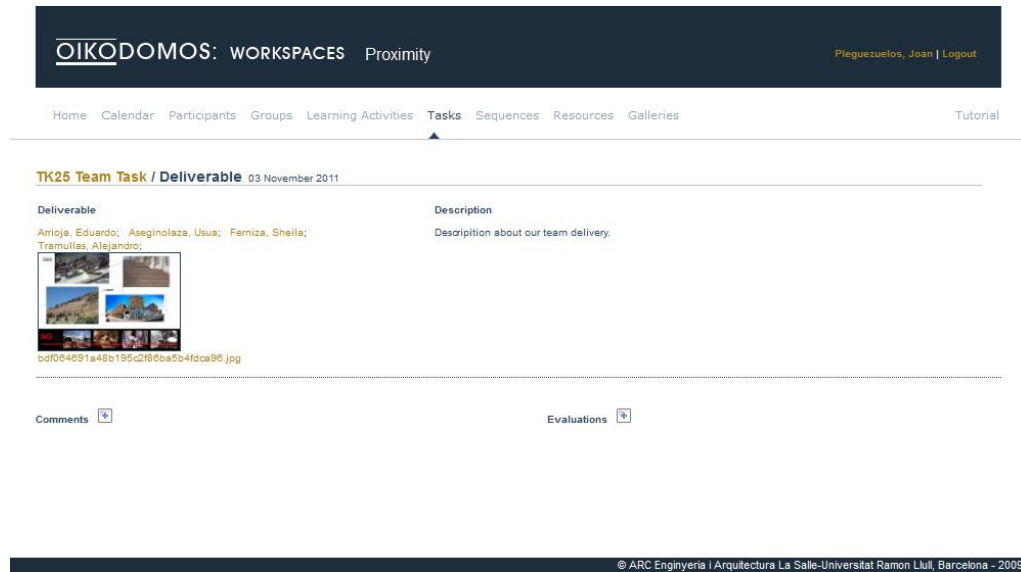 OIKODOMOS: WORKSPACES Proximity
Pleguezuelos, Joan | Logout
Home Calendar Participants Groups Learning Activities Tasks Sequences Resources Galleries Tutorial
TK25 Team Task / Deliverable 03 November 2011
Deliverable
Arrioja, Eduardo; Aseginolaza, Usua; Ferniza, Sheila;
Tramullas, Alejandro;
NO
bdf064691a48b195c2f86ba5b4fdca96.jpg
Description
Descripition about our team delivery.
Comments
Evaluations
© ARC Enginyeria i Arquitectura La Salle-Universitat Ramon Llull, Barcelona - 2009